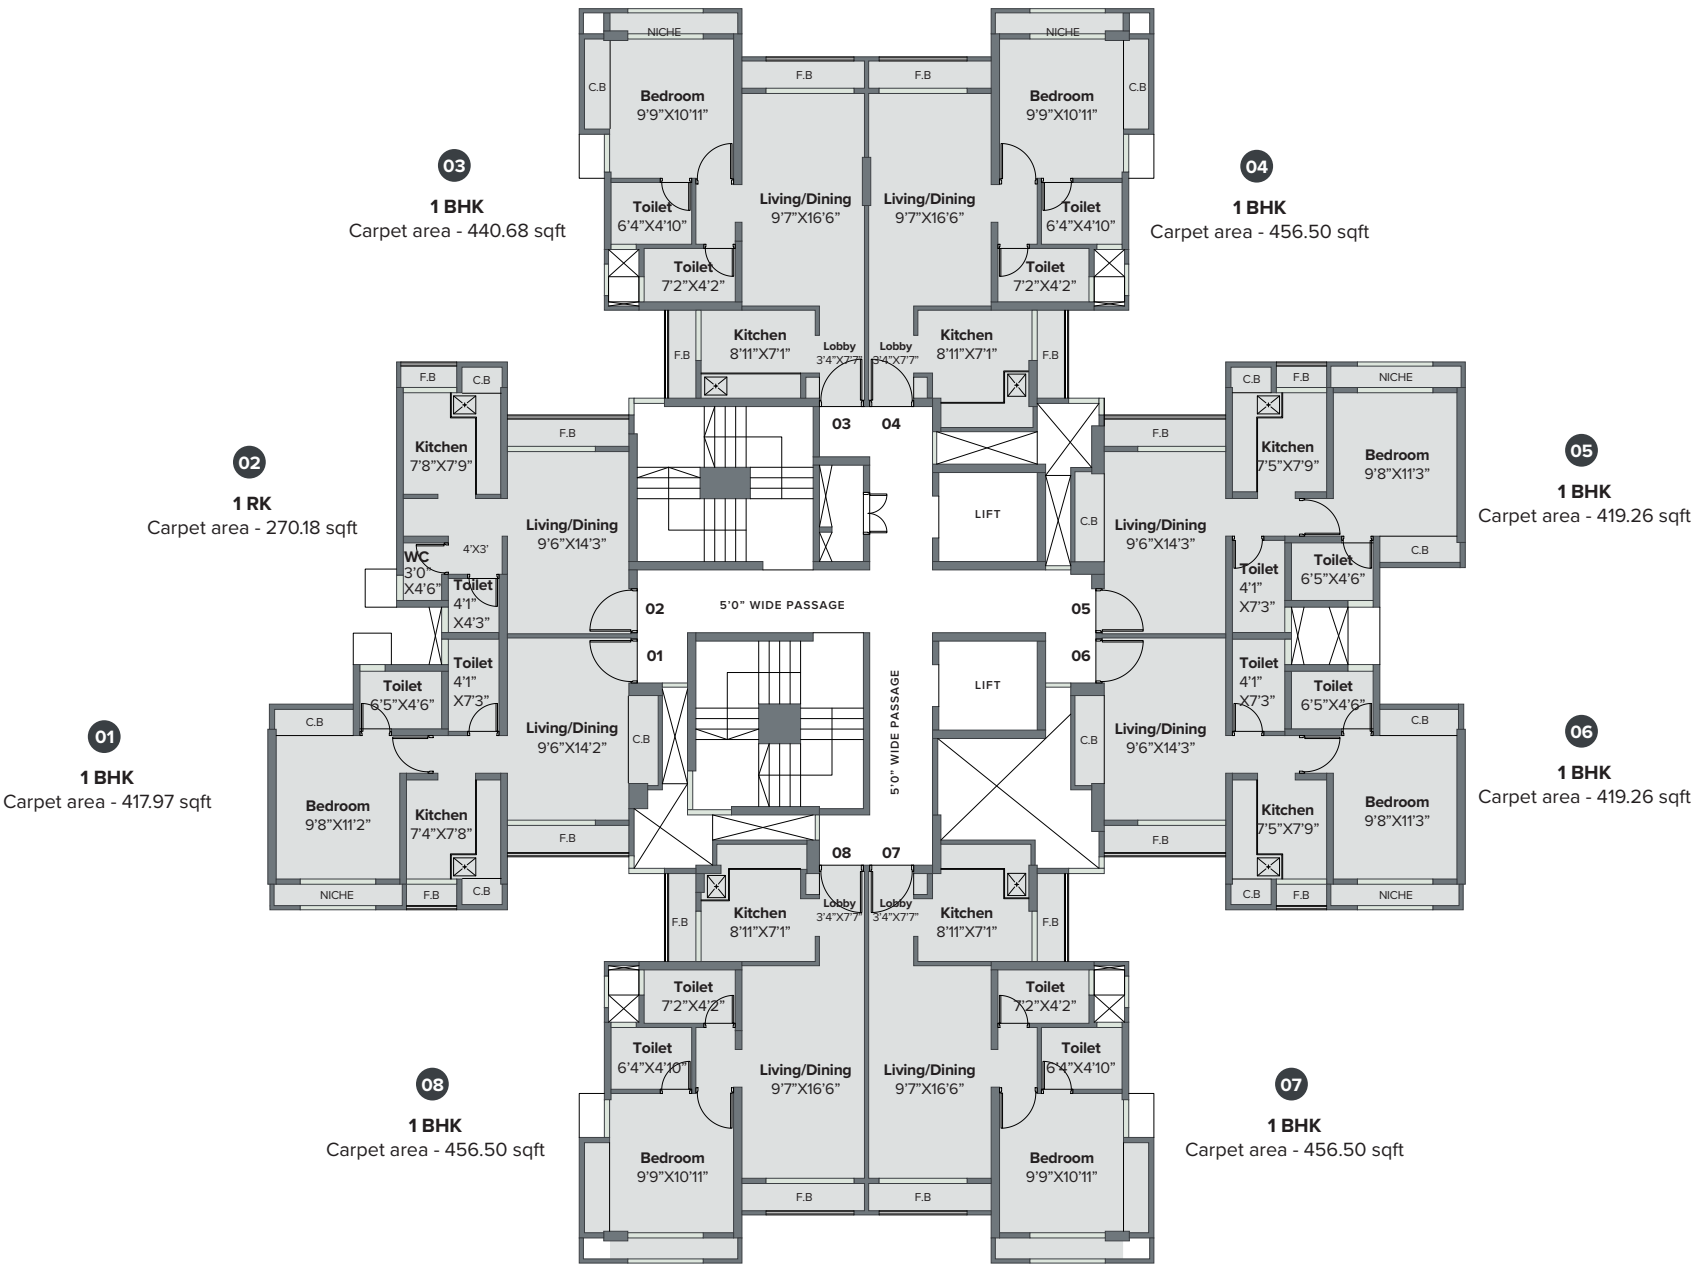 03
1 BHK
Carpet area - 440.68 sqft
NICHE
C.B
Bedroom
9'9"X10'11"
Toilet
6'4"X4'10"
Toilet
7'2"X4'2"
F.B
Living/Dining
9'7"X16'6"
Kitchen
8'11"X7'1"
F.B
Lobby
3'4"X7'7"
04
1 BHK
Carpet area - 456.50 sqft
NICHE
C.B
Bedroom
9'9"X10'11"
Toilet
6'4"X4'10"
Toilet
7'2"X4'2"
F.B
Living/Dining
9'7"X16'6"
Kitchen
8'11"X7'1"
F.B
Lobby
3'4"X7'7"
03
04
02
1 RK
Carpet area - 270.18 sqft
F.B
C.B
Kitchen
7'8"X7'9"
F.B
Living/Dining
9'6"X14'3"
4'X3'
WC
3'0"
X4'6"
Toilet
4'1"
X4'3"
05
1 BHK
Carpet area - 419.26 sqft
C.B
F.B
NICHE
F.B
Kitchen
7'5"X7'9"
Bedroom
9'8"X11'3"
C.B
Living/Dining
9'6"X14'3"
C.B
Toilet
4'1"
X7'3"
Toilet
6'5"X4'6"
LIFT
02
5'0" WIDE PASSAGE
05
01
06
LIFT
5'0" WIDE PASSAGE
01
1 BHK
Carpet area - 417.97 sqft
Toilet
4'1"
X7'3"
Toilet
6'5"X4'6"
C.B
Living/Dining
9'6"X14'2"
C.B
Bedroom
9'8"X11'2"
Kitchen
7'4"X7'8"
F.B
NICHE
F.B
C.B
06
1 BHK
Carpet area - 419.26 sqft
Toilet
4'1"
X7'3"
Toilet
6'5"X4'6"
C.B
Living/Dining
9'6"X14'3"
C.B
Kitchen
7'5"X7'9"
Bedroom
9'8"X11'3"
F.B
C.B
F.B
NICHE
08
07
08
1 BHK
Carpet area - 456.50 sqft
F.B
Kitchen
8'11"X7'1"
Lobby
3'4"X7'7"
Toilet
7'2"X4'2"
Toilet
6'4"X4'10"
Living/Dining
9'7"X16'6"
Bedroom
9'9"X10'11"
F.B
07
1 BHK
Carpet area - 456.50 sqft
Lobby
3'4"X7'7"
Kitchen
8'11"X7'1"
F.B
Toilet
7'2"X4'2"
Toilet
6'4"X4'10"
Living/Dining
9'7"X16'6"
Bedroom
9'9"X10'11"
F.B